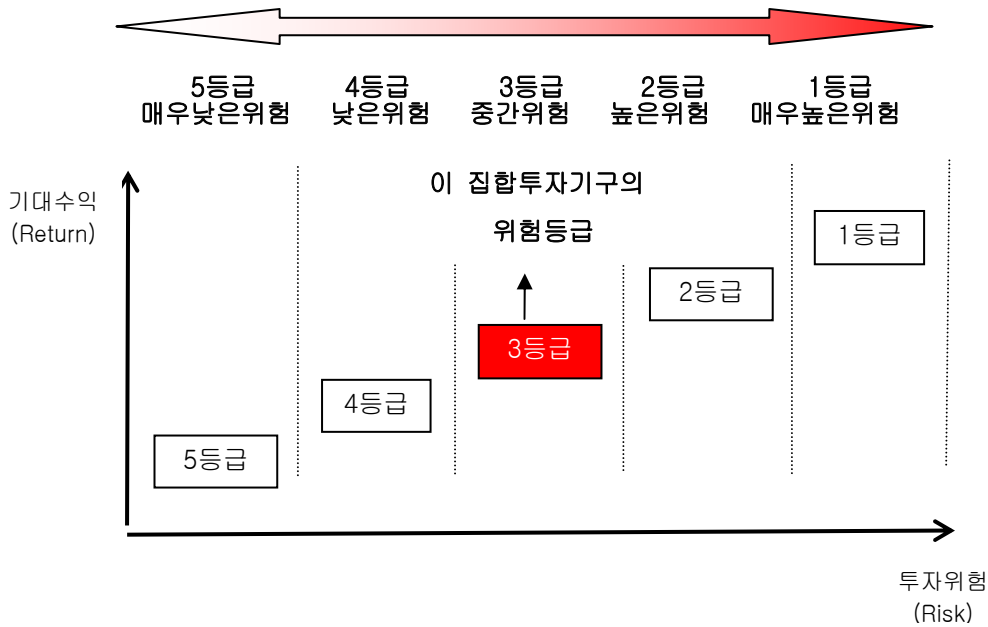 5등급 4등급 3등급 2등급 1등급
매우낮은위험 낮은위험 중간위험 높은위험 매우높은위험
이 집합투자기구의
위험등급
기대수익
(Return)
1등급
2등급
3등급
4등급
5등급
투자위험
(Risk)